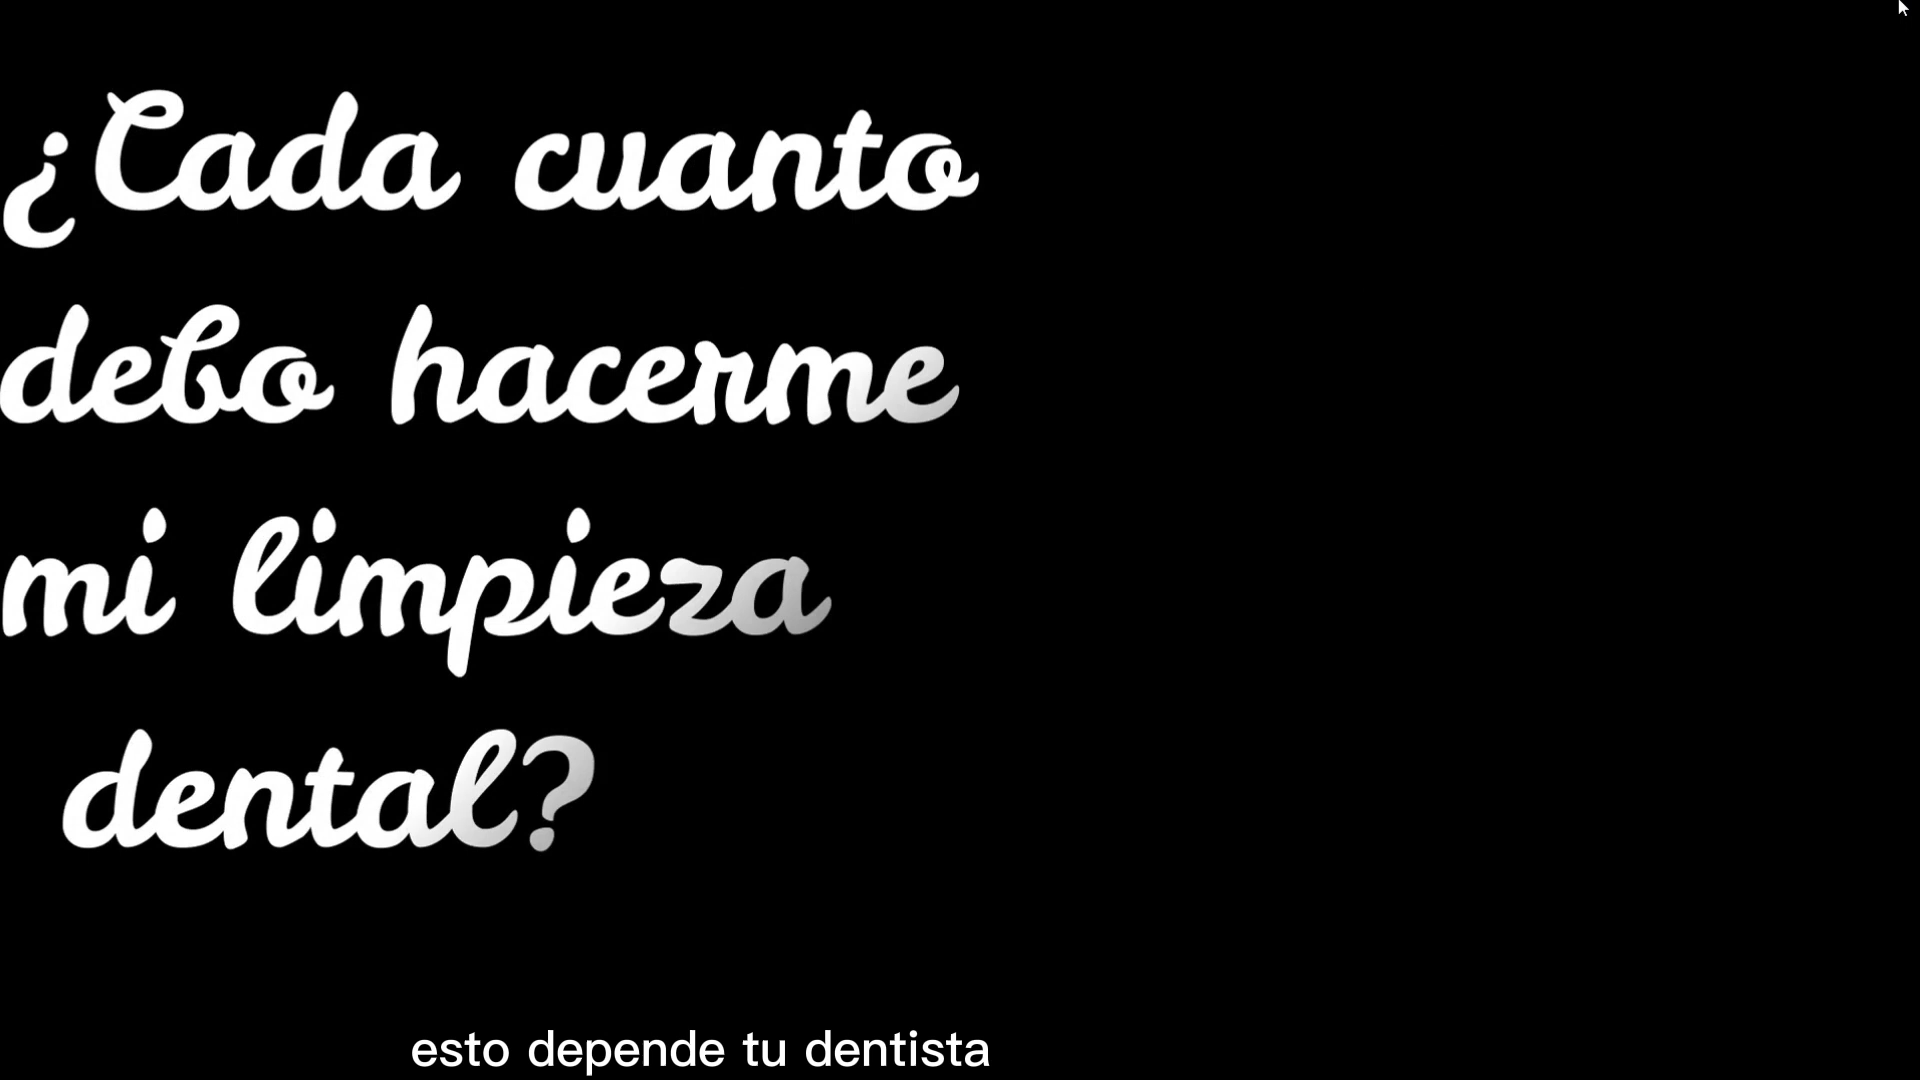 ¿Cada cuanto
debo hacerme
mi limpieza
dental?
esto depende tu dentista